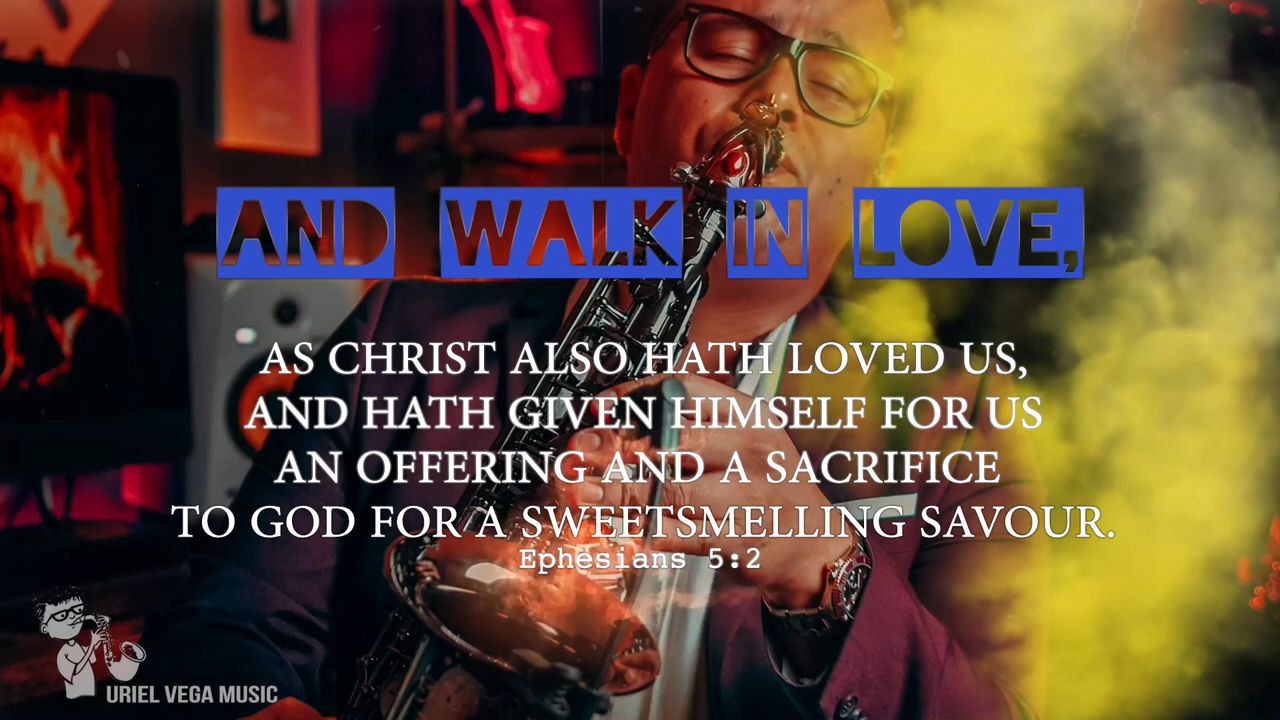 AND WALK IN LOVE,
AS CHRIST ALSO HATH LOVED US,
AND HATH GIVEN HIMSELF FOR US
AN OFFERING AND A SACRIFICE
TO GOD FOR A SWEETSMELLING SAVOUR.
Ephesians 5:2
URIEL VEGA MUSIC